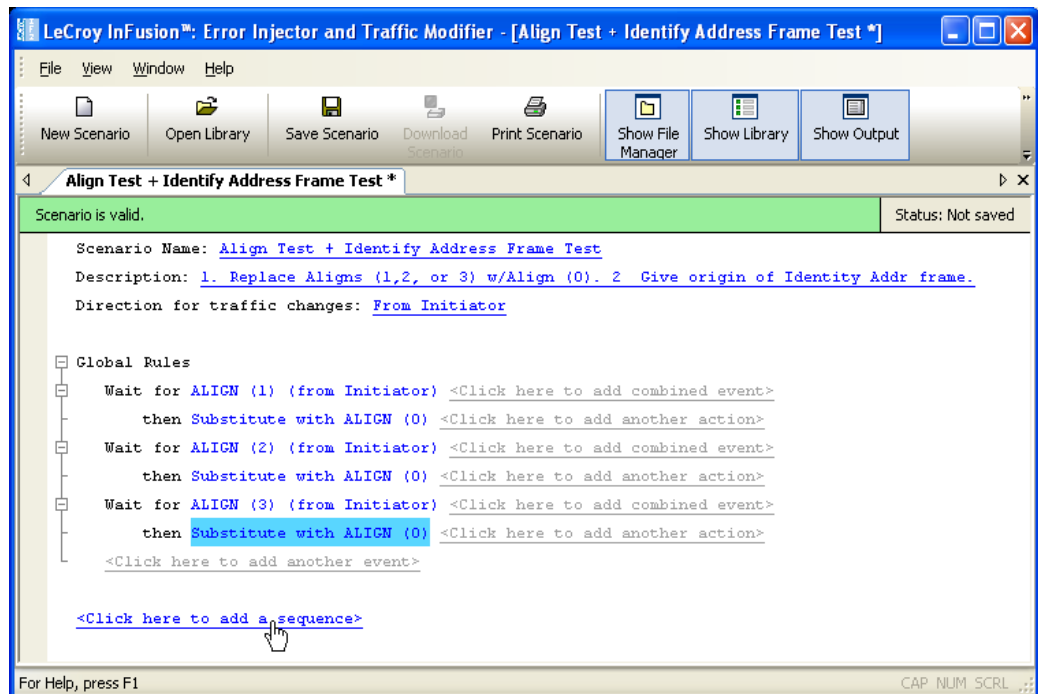 LeCroy InFusion™: Error Injector and Traffic Modifier - [Align Test + Identify Address Frame Test *]
File View Window Help
New Scenario Open Library Save Scenario Download Scenario Print Scenario Show File Manager Show Library Show Output
Align Test + Identify Address Frame Test *
Scenario is valid. Status: Not saved
Scenario Name: Align Test + Identify Address Frame Test
Description: 1. Replace Aligns (1,2, or 3) w/Align (0). 2 Give origin of Identity Addr frame.
Direction for traffic changes: From Initiator
Global Rules
Wait for ALIGN (1) (from Initiator) <Click here to add combined event>
then Substitute with ALIGN (0) <Click here to add another action>
Wait for ALIGN (2) (from Initiator) <Click here to add combined event>
then Substitute with ALIGN (0) <Click here to add another action>
Wait for ALIGN (3) (from Initiator) <Click here to add combined event>
then Substitute with ALIGN (0) <Click here to add another action>
<Click here to add another event>
<Click here to add a sequence>
For Help, press F1 CAP NUM SCRL